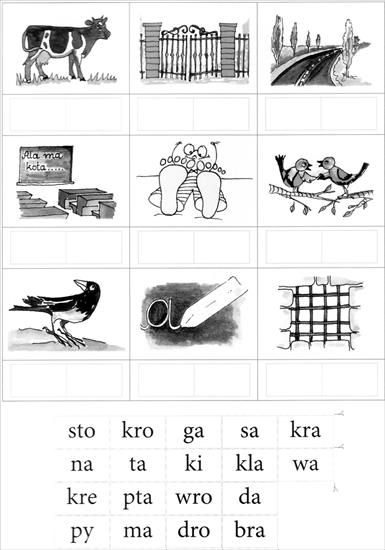 Ala ma
kota.....
sto kro ga sa kra
na ta ki kla wa
kre pta wro da
py ma dro bra